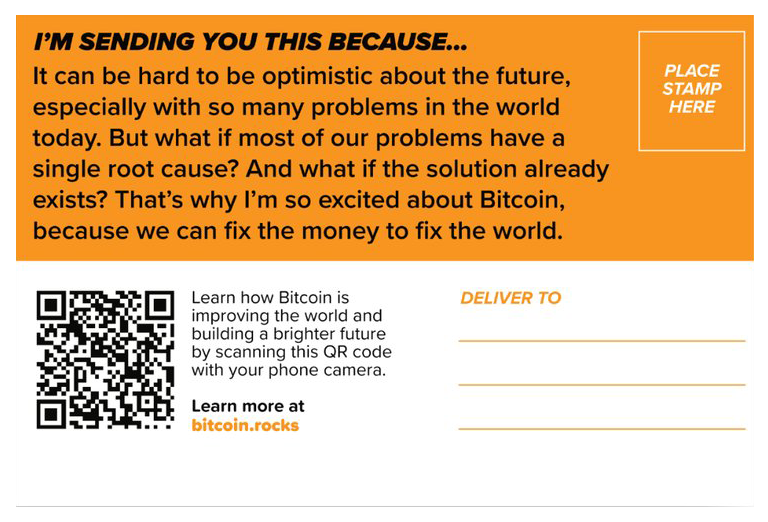 I'M SENDING YOU THIS BECAUSE...
It can be hard to be optimistic about the future,
especially with so many problems in the world
today. But what if most of our problems have a
single root cause? And what if the solution already
exists? That's why I'm so excited about Bitcoin,
because we can fix the money to fix the world.
PLACE
STAMP
HERE
Learn how Bitcoin is
improving the world and
building a brighter future
by scanning this QR code
with your phone camera.
Learn more at
bitcoin.rocks
DELIVER TO